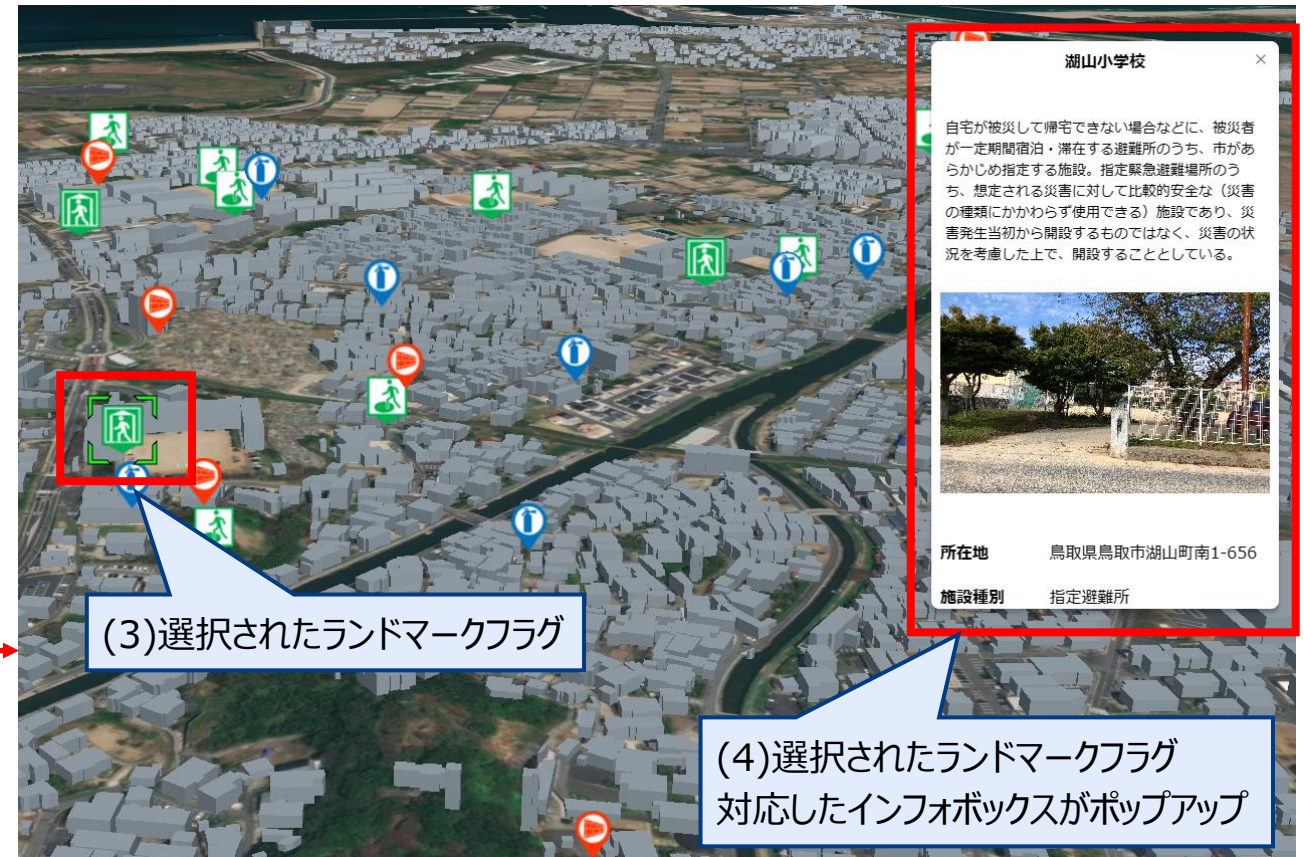 湖山小学校
×
自宅が被災して帰宅できない場合などに、被災者
が一定期間宿泊・滞在する避難所のうち、市があ
らかじめ指定する施設。指定緊急避難場所のう
ち、想定される災害に対して比較的安全な（災害
の種類にかかわらず使用できる）施設であり、災
害発生当初から開設するものではなく、災害の状
況を考慮した上で、開設することとしている。
所在地 鳥取県鳥取市湖山町南1-656
施設種別 指定避難所
(3)選択されたランドマークフラグ
(4)選択されたランドマークフラグ
対応したインフォボックスがポップアップ